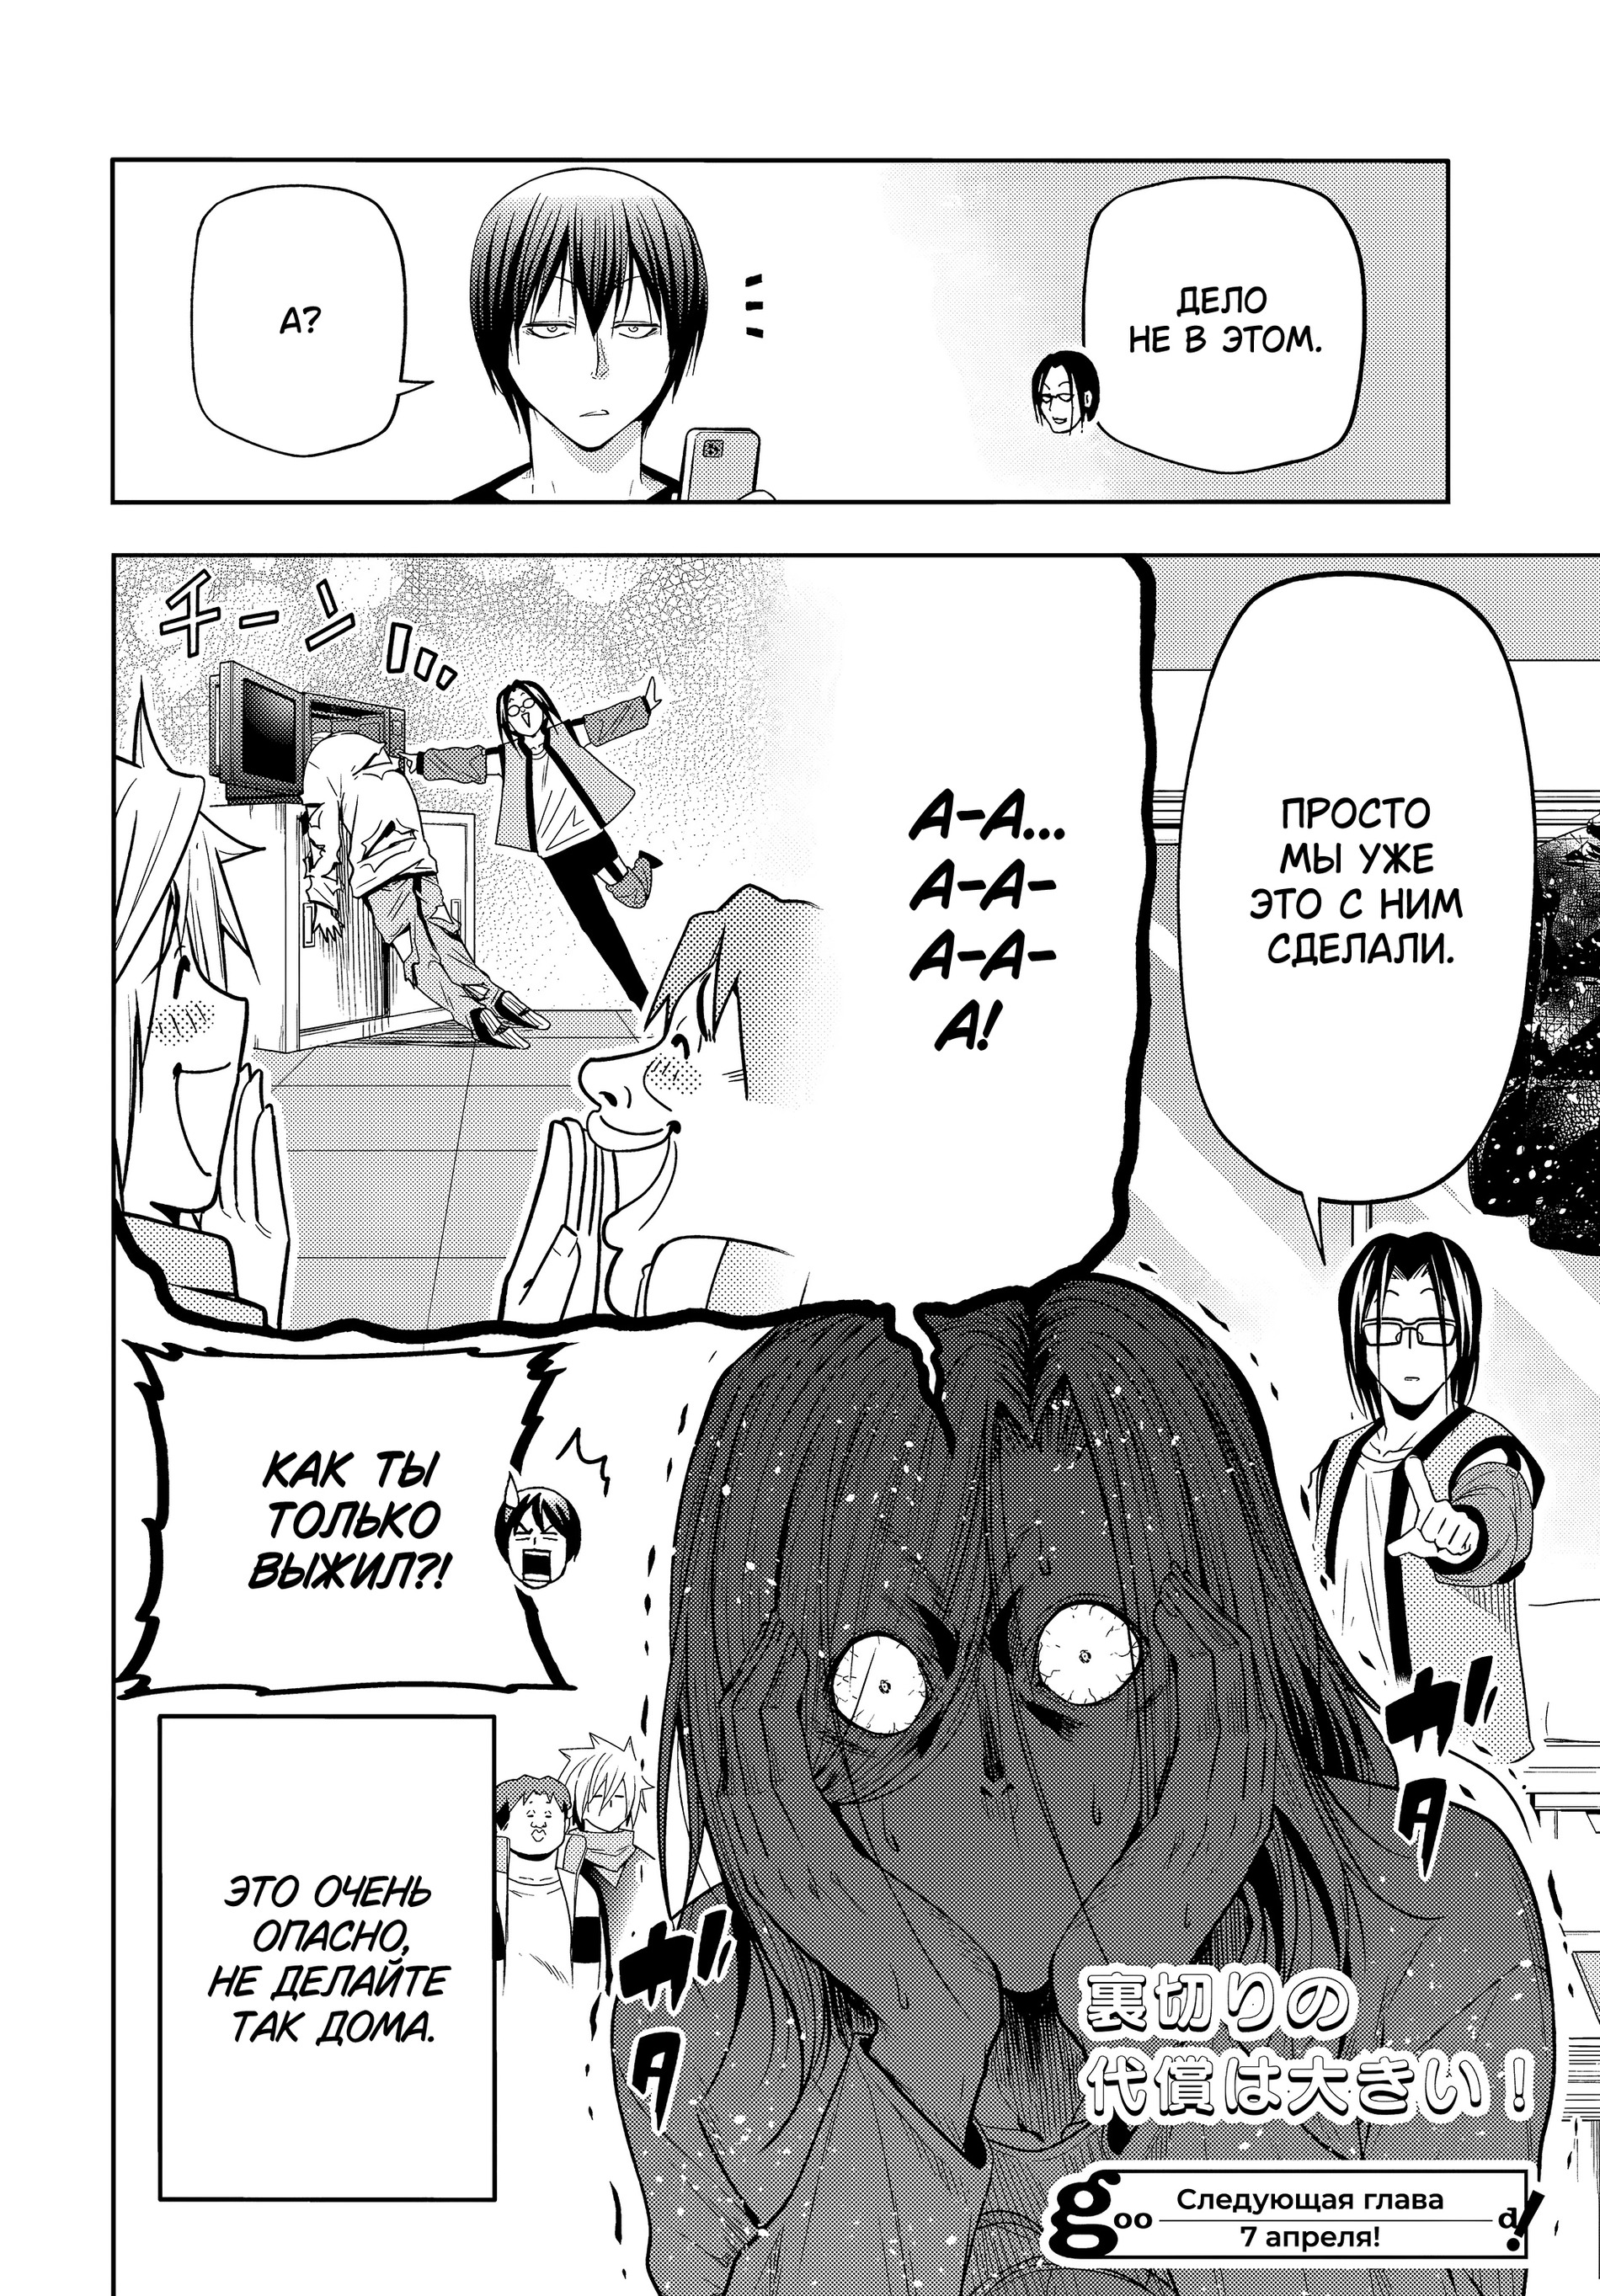 ДЕЛО
НЕ В ЭТОМ.
А?
ПРОСТО
МЫ УЖЕ
ЭТО С НИМ
СДЕЛАЛИ.
А-А...
А-А-
А-А-
А!
チーン
КАК ТЫ
ТОЛЬКО
ВЫЖИЛ?!
ガ
タ
ガ
タ
ЭТО ОЧЕНЬ
ОПАСНО,
НЕ ДЕЛАЙТЕ
ТАК ДОМА.
裏切りの
代償は大きい！
good!
Следующая глава
7 апреля!